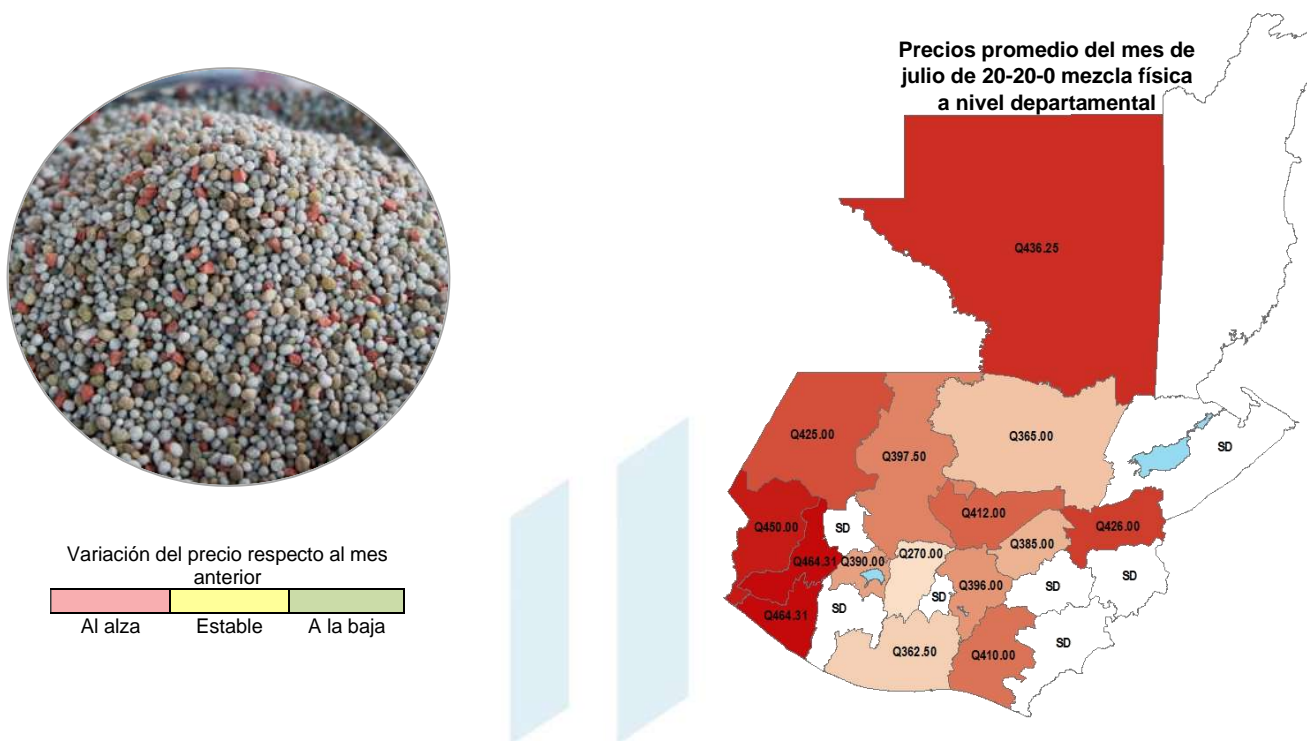 Precios promedio del mes de
julio de 20-20-0 mezcla física
a nivel departamental
Q436.25
Q425.00
Q397.50
Q365.00
SD
Q450.00
SD
Q412.00
Q426.00
Q464.31
Q390.00
Q270.00
Q385.00
SD
Q396.00
SD
SD
Q464.31
SD
Q362.50
Q410.00
SD
Variación del precio respecto al mes
anterior
Al alza
Estable
A la baja